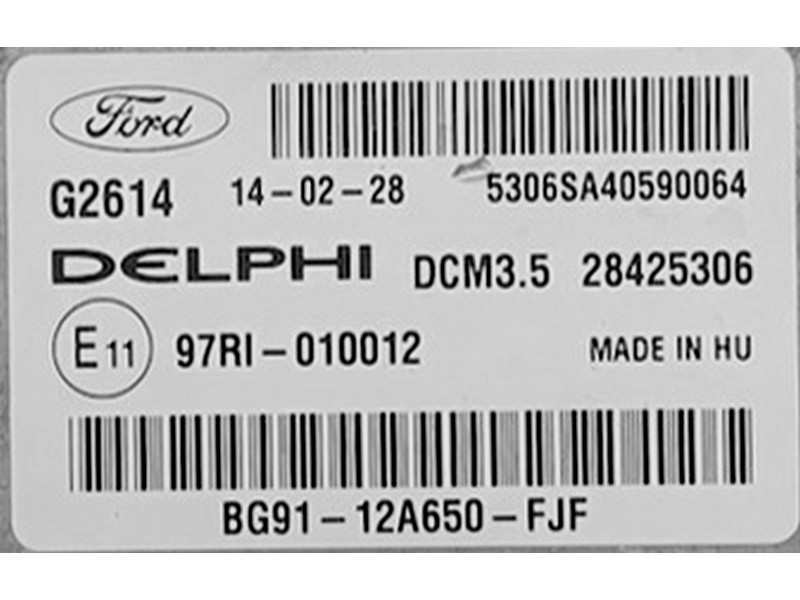 Ford
G2614 14-02-28 5306SA40590064
DELPHI DCM3.5 28425306
E11 97RI-010012 MADE IN HU
BG91-12A650-FJF